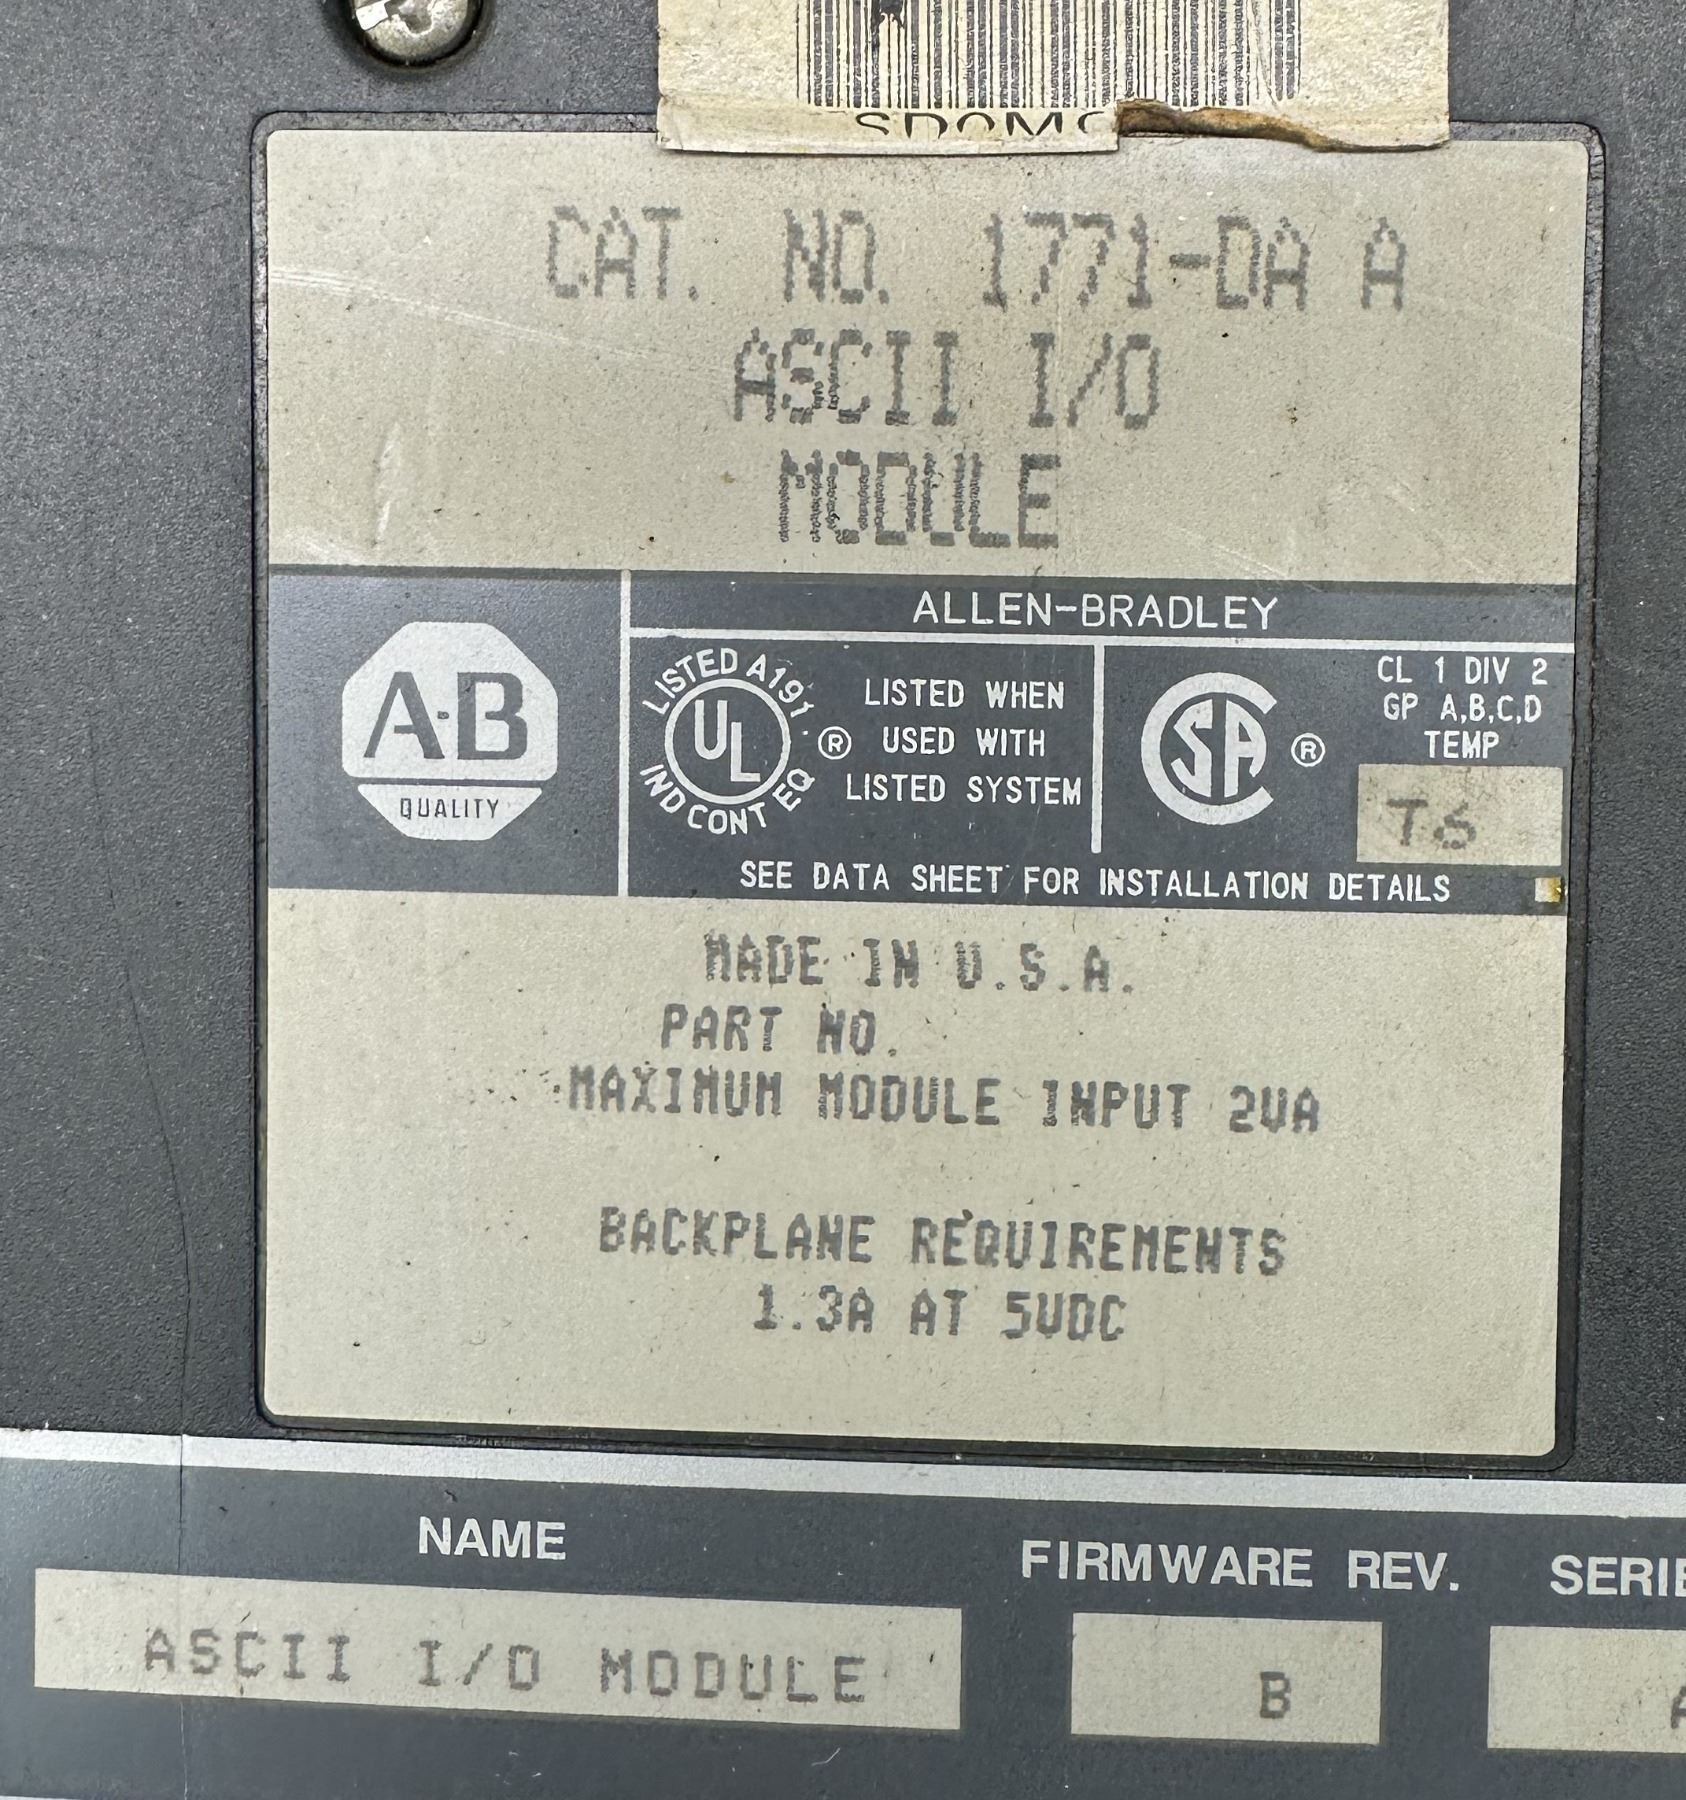 CAT. NO. 1771-DA A
ASCII I/O
MODULE
ALLEN-BRADLEY
A-B
QUALITY
LISTED A191
UL
IND CONT EQ
®
LISTED WHEN
USED WITH
LISTED SYSTEM
SA
®
CL 1 DIV 2
GP A,B,C,D
TEMP
T6
SEE DATA SHEET FOR INSTALLATION DETAILS
MADE IN U.S.A.
PART NO.
MAXIMUM MODULE INPUT 2VA
BACKPLANE REQUIREMENTS
1.3A AT 5VDC
NAME
FIRMWARE REV.
SERIE
ASCII I/O MODULE
B
A